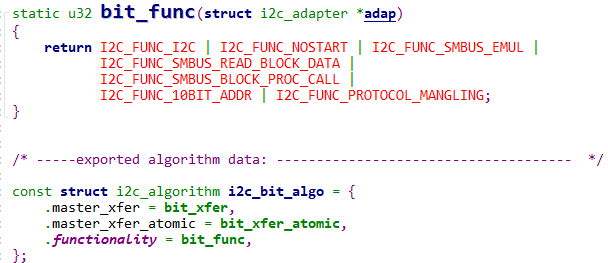 static u32 bit_func(struct i2c_adapter *adap)
{
return I2C_FUNC_I2C | I2C_FUNC_NOSTART | I2C_FUNC_SMBUS_EMUL |
I2C_FUNC_SMBUS_READ_BLOCK_DATA |
I2C_FUNC_SMBUS_BLOCK_PROC_CALL |
I2C_FUNC_10BIT_ADDR | I2C_FUNC_PROTOCOL_MANGLING;
}
/* -----exported algorithm data: ------------------------------------- */
const struct i2c_algorithm i2c_bit_algo = {
.master_xfer = bit_xfer,
.master_xfer_atomic = bit_xfer_atomic,
.functionality = bit_func,
};